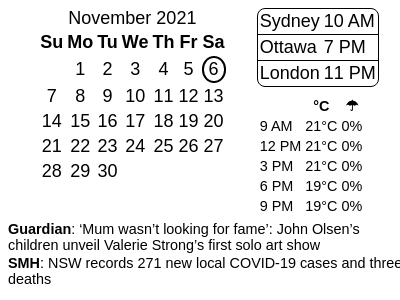 November 2021
Su Mo Tu We Th Fr Sa
1 2 3 4 5 6
7 8 9 10 11 12 13
14 15 16 17 18 19 20
21 22 23 24 25 26 27
28 29 30
Sydney 10 AM
Ottawa 7 PM
London 11 PM
°C ☂
9 AM 21°C 0%
12 PM 21°C 0%
3 PM 21°C 0%
6 PM 19°C 0%
9 PM 19°C 0%
Guardian: ‘Mum wasn’t looking for fame’: John Olsen’s
children unveil Valerie Strong’s first solo art show
SMH: NSW records 271 new local COVID-19 cases and three
deaths